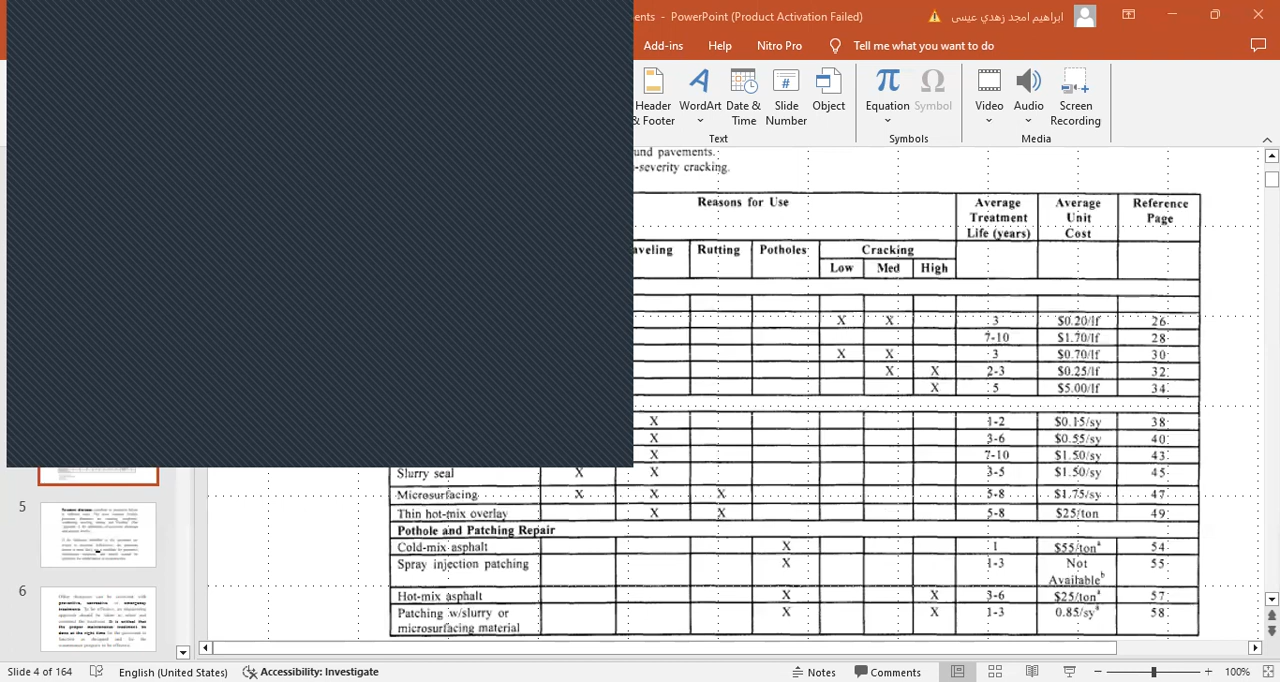 ents - PowerPoint (Product Activation Failed)
ابراهيم امجد زهدي عيسى
Add-ins Help Nitro Pro Tell me what you want to do
Header & Footer
WordArt
Date & Time
Slide Number
Object
Equation
Symbol
Video
Audio
Screen Recording
Text Symbols Media
und pavements.
-severity cracking.
Reasons for Use Average Treatment Life (years) Average Unit Cost Reference Page
aveling Rutting Potholes Cracking
Low Med High
X X 3 $0.20/lf 26
7-10 $1.70/lf 28
X X 3 $0.70/lf 30
X X 2-3 $0.25/lf 32
X 5 $5.00/lf 34
X 1-2 $0.15/sy 38
X 3-6 $0.55/sy 40
X 7-10 $1.50/sy 43
Slurry seal X X 3-5 $1.50/sy 45
Microsurfacing X X X 5-8 $1.75/sy 47
Thin hot-mix overlay X X 5-8 $25/ton 49
Pothole and Patching Repair
Cold-mix asphalt X 1 $55/tonᵃ 54
Spray injection patching X 1-3 Not Availableᵇ 55
Hot-mix asphalt X X 3-6 $25/tonᵃ 57
Patching w/slurry or microsurfacing material X X 1-3 0.85/syᵃ 58
5
6
Slide 4 of 164 English (United States) Accessibility: Investigate Notes Comments 100%